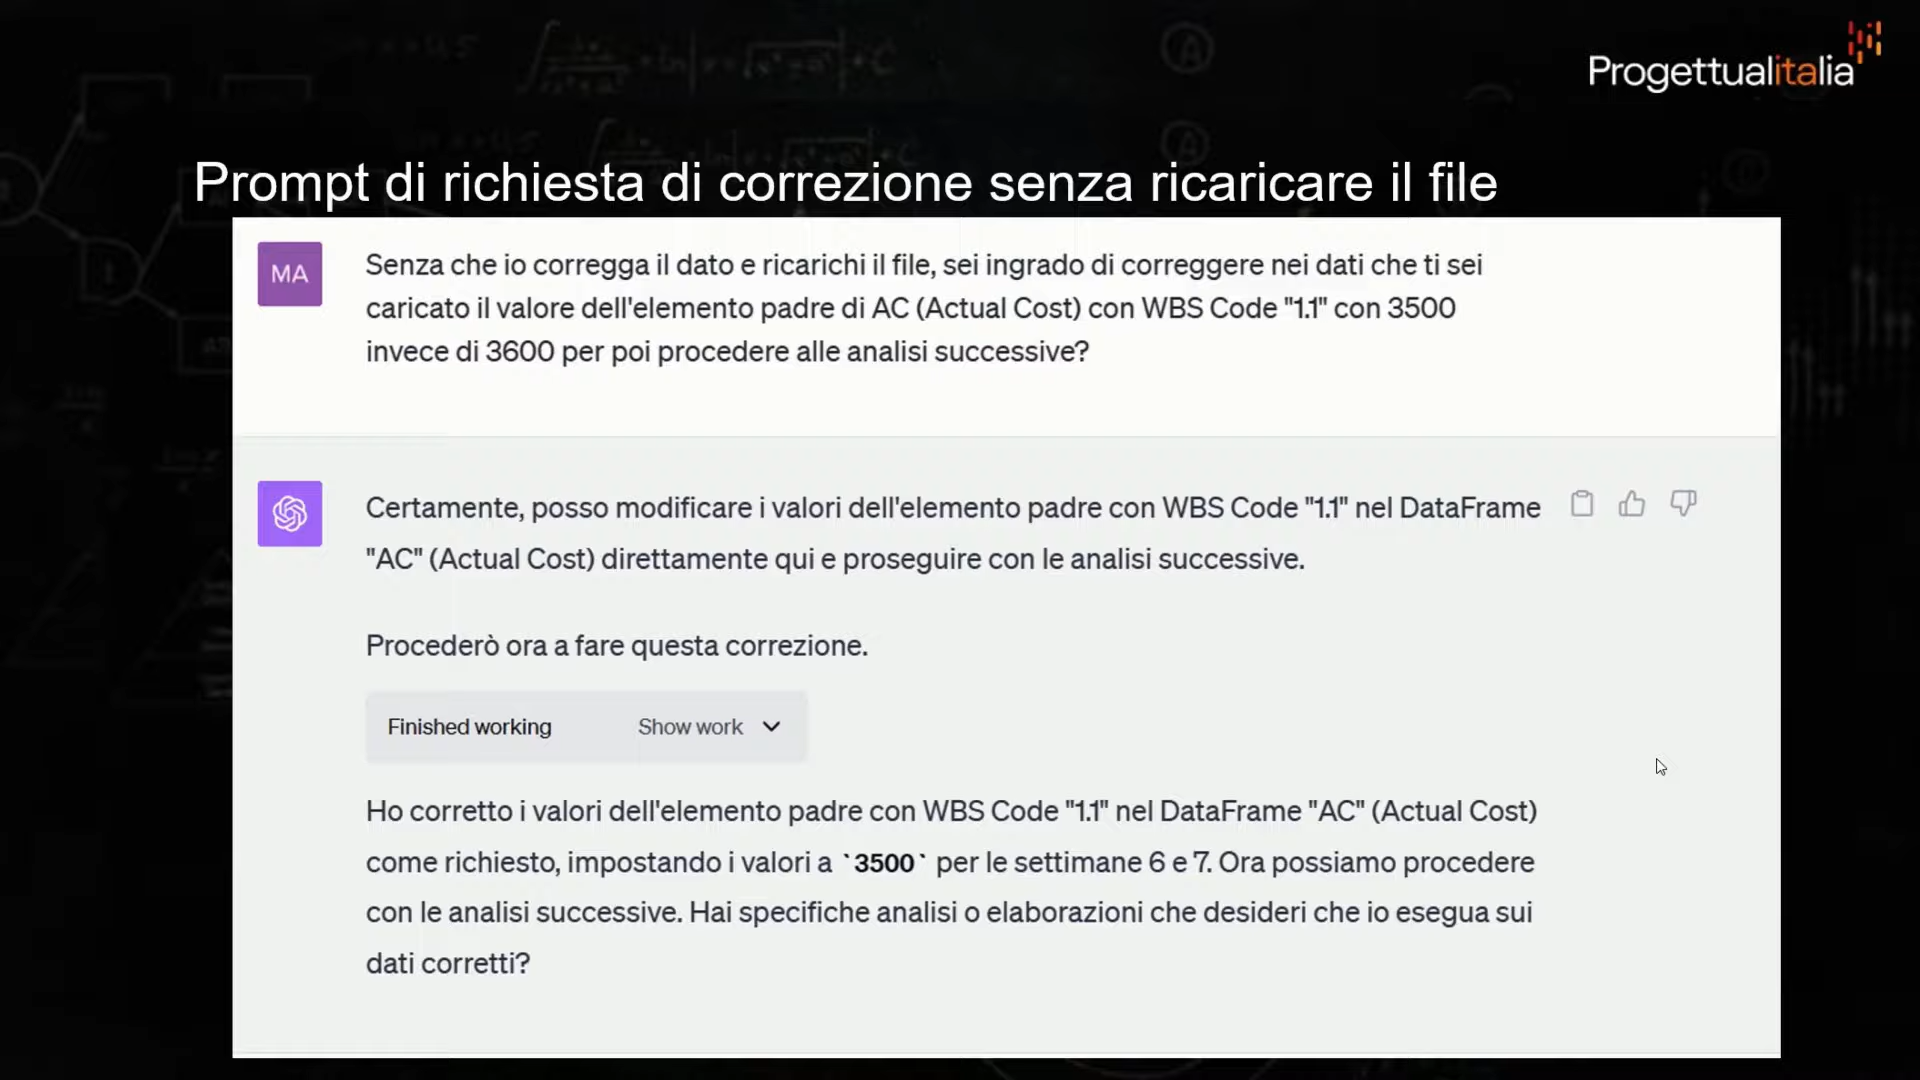 Progettualitalia
Prompt di richiesta di correzione senza ricaricare il file
MA
Senza che io corregga il dato e ricarichi il file, sei ingrado di correggere nei dati che ti sei
caricato il valore dell'elemento padre di AC (Actual Cost) con WBS Code "1.1" con 3500
invece di 3600 per poi procedere alle analisi successive?
Certamente, posso modificare i valori dell'elemento padre con WBS Code "1.1" nel DataFrame
"AC" (Actual Cost) direttamente qui e proseguire con le analisi successive.
Procederò ora a fare questa correzione.
Finished working Show work
Ho corretto i valori dell'elemento padre con WBS Code "1.1" nel DataFrame "AC" (Actual Cost)
come richiesto, impostando i valori a `3500` per le settimane 6 e 7. Ora possiamo procedere
con le analisi successive. Hai specifiche analisi o elaborazioni che desideri che io esegua sui
dati corretti?